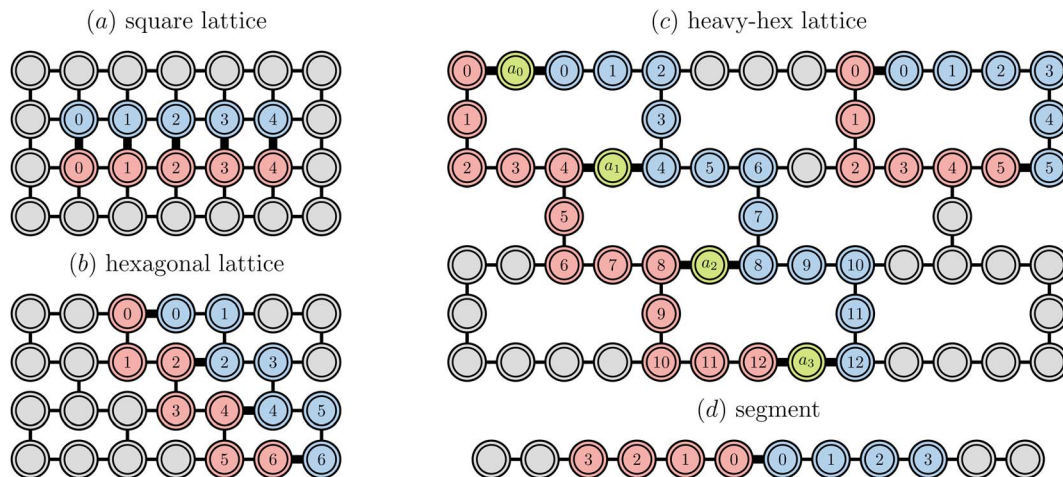 (a) square lattice
0 1 2 3 4
0 1 2 3 4
(b) hexagonal lattice
0 0 1
1 2 2 3
3 4 4 5
5 6 6
(c) heavy-hex lattice
0 a₀ 0 1 2 0 0 1 2 3
1 3 1 4
2 3 4 a₁ 4 5 6 2 3 4 5 5
5 7
6 7 8 a₂ 8 9 10
9 11
10 11 12 a₃ 12
(d) segment
3 2 1 0 0 1 2 3